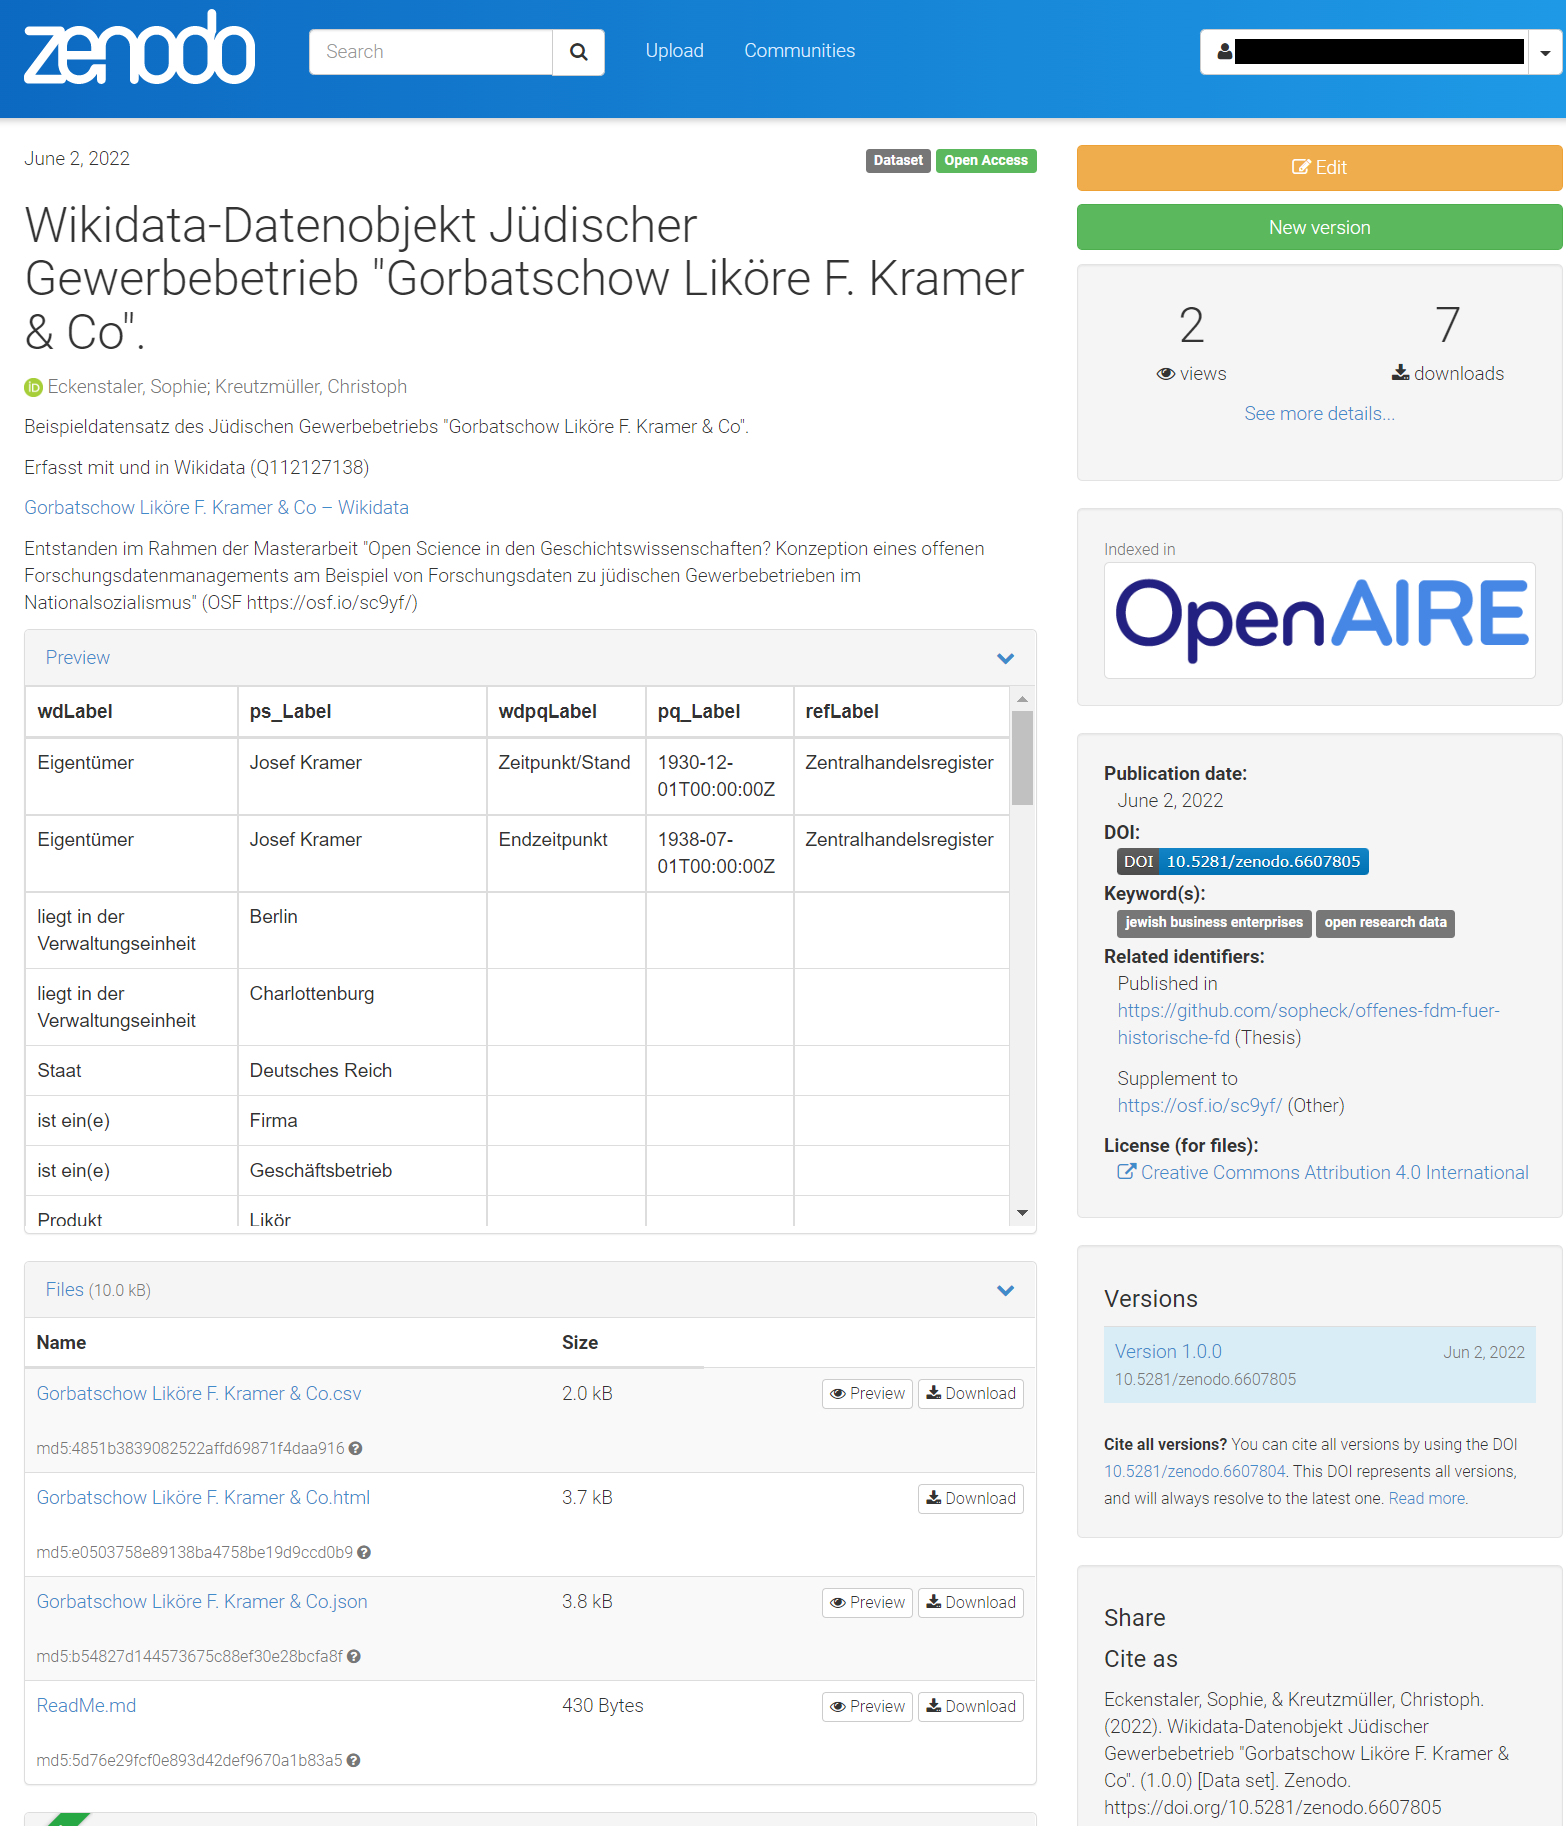 zenodo
Search
Upload
Communities
June 2, 2022
Dataset
Open Access
Wikidata-Datenobjekt Jüdischer
Gewerbebetrieb "Gorbatschow Liköre F. Kramer
& Co".
iD Eckenstaler, Sophie; Kreutzmüller, Christoph
Beispieldatensatz des Jüdischen Gewerbebetriebs "Gorbatschow Liköre F. Kramer & Co".
Erfasst mit und in Wikidata (Q112127138)
Gorbatschow Liköre F. Kramer & Co – Wikidata
Entstanden im Rahmen der Masterarbeit "Open Science in den Geschichtswissenschaften? Konzeption eines offenen
Forschungsdatenmanagements am Beispiel von Forschungsdaten zu jüdischen Gewerbebetrieben im
Nationalsozialismus" (OSF https://osf.io/sc9yf/)
Preview
wdLabel ps_Label wdpqLabel pq_Label refLabel
Eigentümer Josef Kramer Zeitpunkt/Stand 1930-12-
01T00:00:00Z Zentralhandelsregister
Eigentümer Josef Kramer Endzeitpunkt 1938-07-
01T00:00:00Z Zentralhandelsregister
liegt in der
Verwaltungseinheit Berlin
liegt in der
Verwaltungseinheit Charlottenburg
Staat Deutsches Reich
ist ein(e) Firma
ist ein(e) Geschäftsbetrieb
Produkt Likör
Files (10.0 kB)
Name Size
Gorbatschow Liköre F. Kramer & Co.csv 2.0 kB Preview Download
md5:4851b3839082522affd69871f4daa916
Gorbatschow Liköre F. Kramer & Co.html 3.7 kB Download
md5:e0503758e89138ba4758be19d9ccd0b9
Gorbatschow Liköre F. Kramer & Co.json 3.8 kB Preview Download
md5:b54827d144573675c88ef30e28bcfa8f
ReadMe.md 430 Bytes Preview Download
md5:5d76e29fcf0e893d42def9670a1b83a5
Edit
New version
2 7
views downloads
See more details...
Indexed in
OpenAIRE
Publication date:
June 2, 2022
DOI:
DOI 10.5281/zenodo.6607805
Keyword(s):
jewish business enterprises open research data
Related identifiers:
Published in
https://github.com/sopheck/offenes-fdm-fuer-
historische-fd (Thesis)
Supplement to
https://osf.io/sc9yf/ (Other)
License (for files):
Creative Commons Attribution 4.0 International
Versions
Version 1.0.0 Jun 2, 2022
10.5281/zenodo.6607805
Cite all versions? You can cite all versions by using the DOI
10.5281/zenodo.6607804. This DOI represents all versions,
and will always resolve to the latest one. Read more.
Share
Cite as
Eckenstaler, Sophie, & Kreutzmüller, Christoph.
(2022). Wikidata-Datenobjekt Jüdischer
Gewerbebetrieb "Gorbatschow Liköre F. Kramer &
Co". (1.0.0) [Data set]. Zenodo.
https://doi.org/10.5281/zenodo.6607805